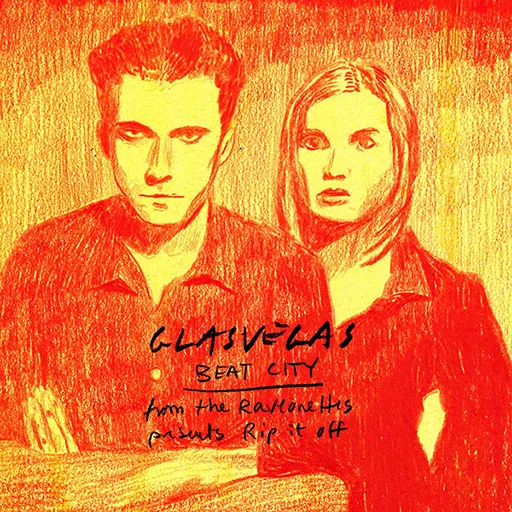 GLASVEGAS
BEAT CITY
from the Raveonettes
presents Rip it off